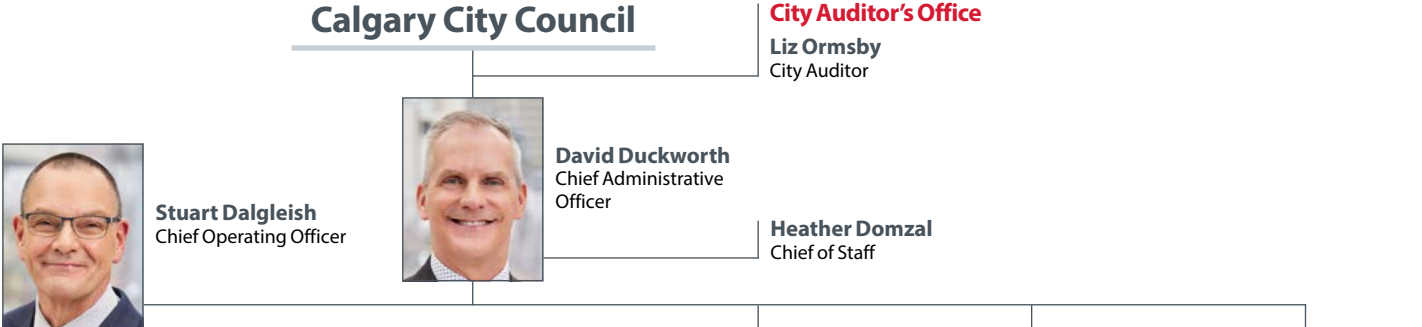 Calgary City Council
City Auditor’s Office
Liz Ormsby
City Auditor
David Duckworth
Chief Administrative
Officer
Stuart Dalgleish
Chief Operating Officer
Heather Domzal
Chief of Staff